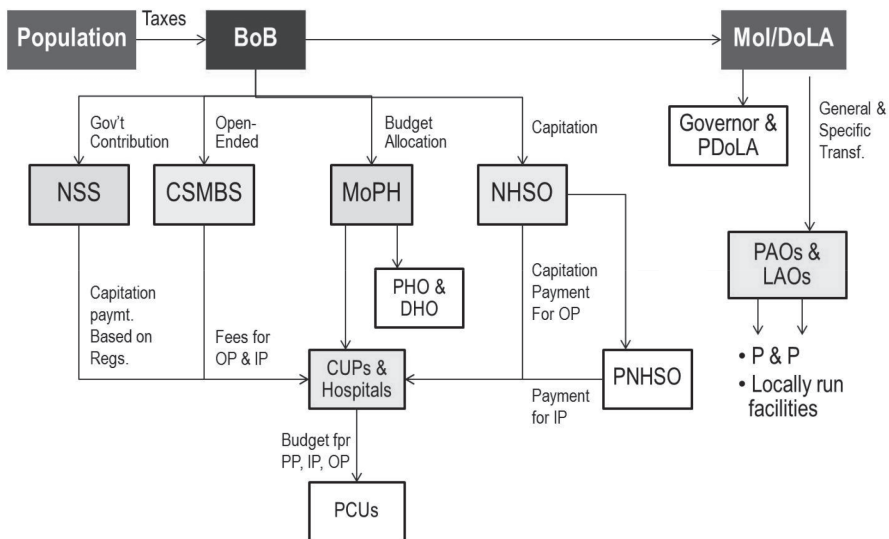 Taxes
Population
BoB
MoI/DoLA
Gov't
Contribution
Open-
Ended
Budget
Allocation
Capitation
Governor &
PDoLA
General &
Specific
Transf.
NSS
CSMBS
MoPH
NHSO
PAOs &
LAOs
PHO &
DHO
Capitation
paymt.
Based on
Regs.
Fees for
OP & IP
Capitation
Payment
For OP
CUPs &
Hospitals
Payment
for IP
PNHSO
• P & P
• Locally run
facilities
Budget fpr
PP, IP, OP
PCUs